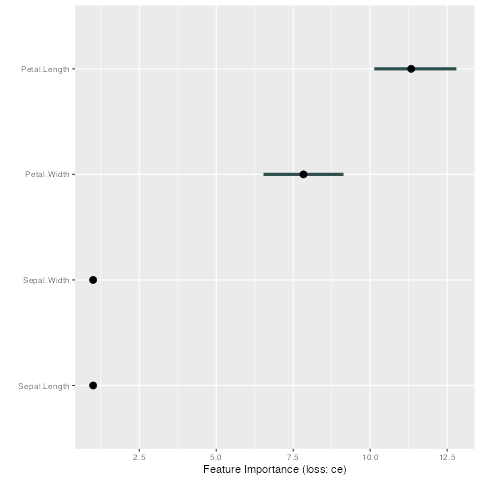 Petal.Length
Petal.Width
Sepal.Width
Sepal.Length
2.5 5.0 7.5 10.0 12.5
Feature Importance (loss: ce)